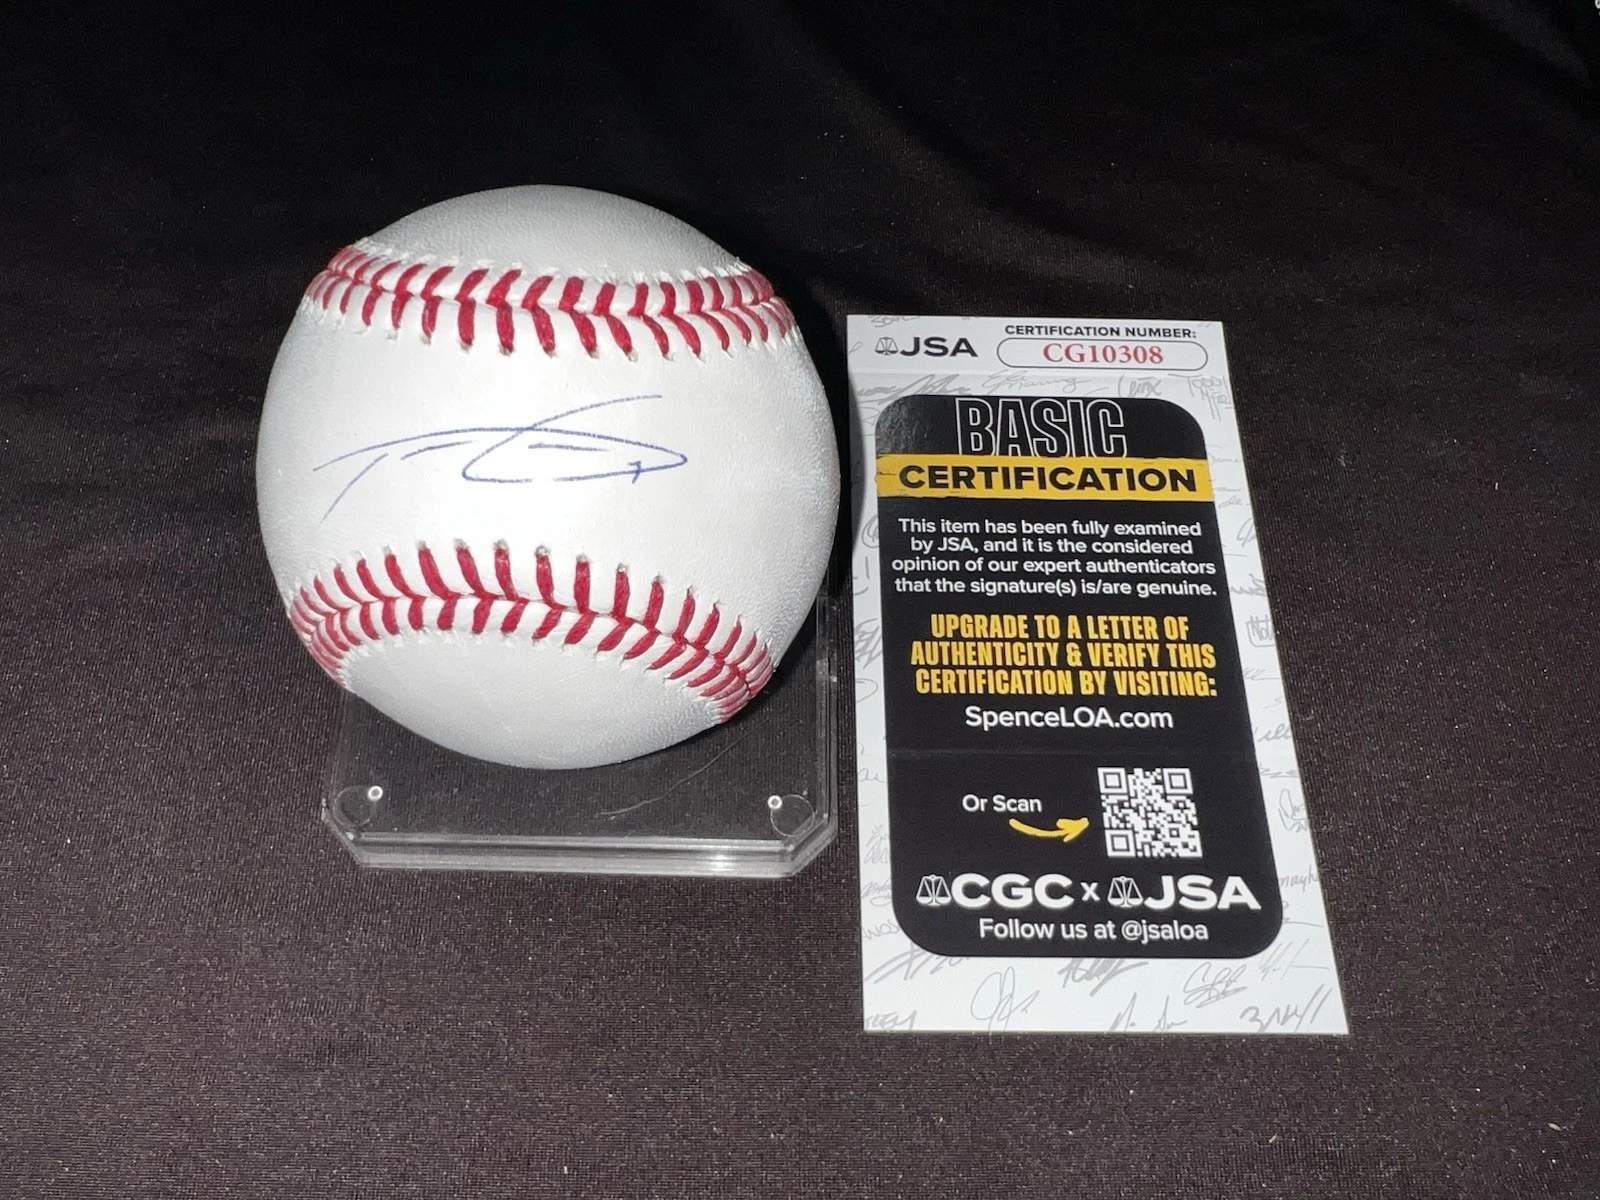 JSA
CERTIFICATION NUMBER:
CG10308
BASIC
CERTIFICATION
This item has been fully examined
by JSA, and it is the considered
opinion of our expert authenticators
that the signature(s) is/are genuine.
UPGRADE TO A LETTER OF
AUTHENTICITY & VERIFY THIS
CERTIFICATION BY VISITING:
SpenceLOA.com
Or Scan
CGC x JSA
Follow us at @jsaloa